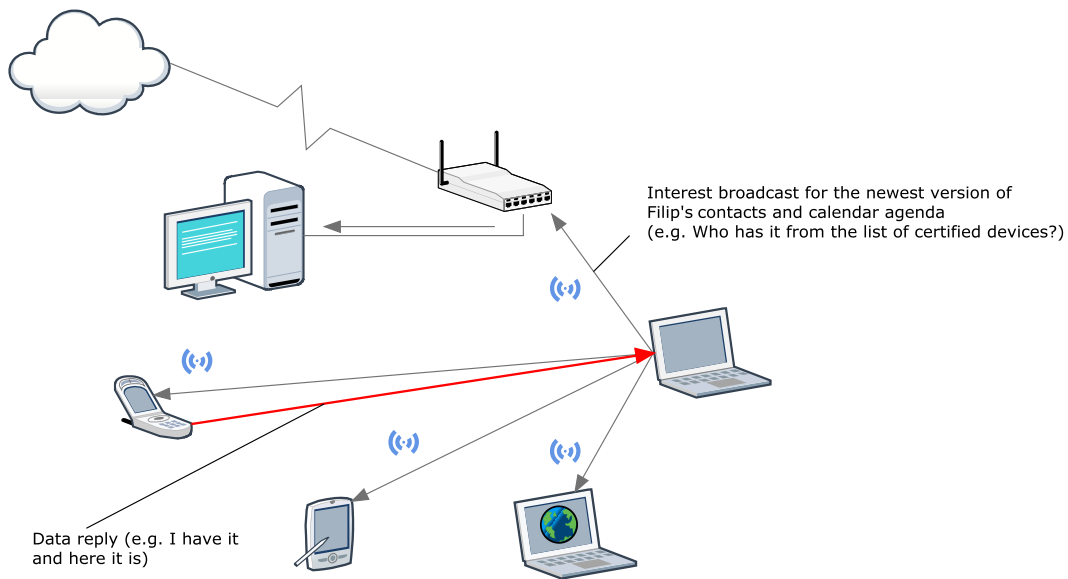 Interest broadcast for the newest version of
Filip's contacts and calendar agenda
(e.g. Who has it from the list of certified devices?)
Data reply (e.g. I have it
and here it is)